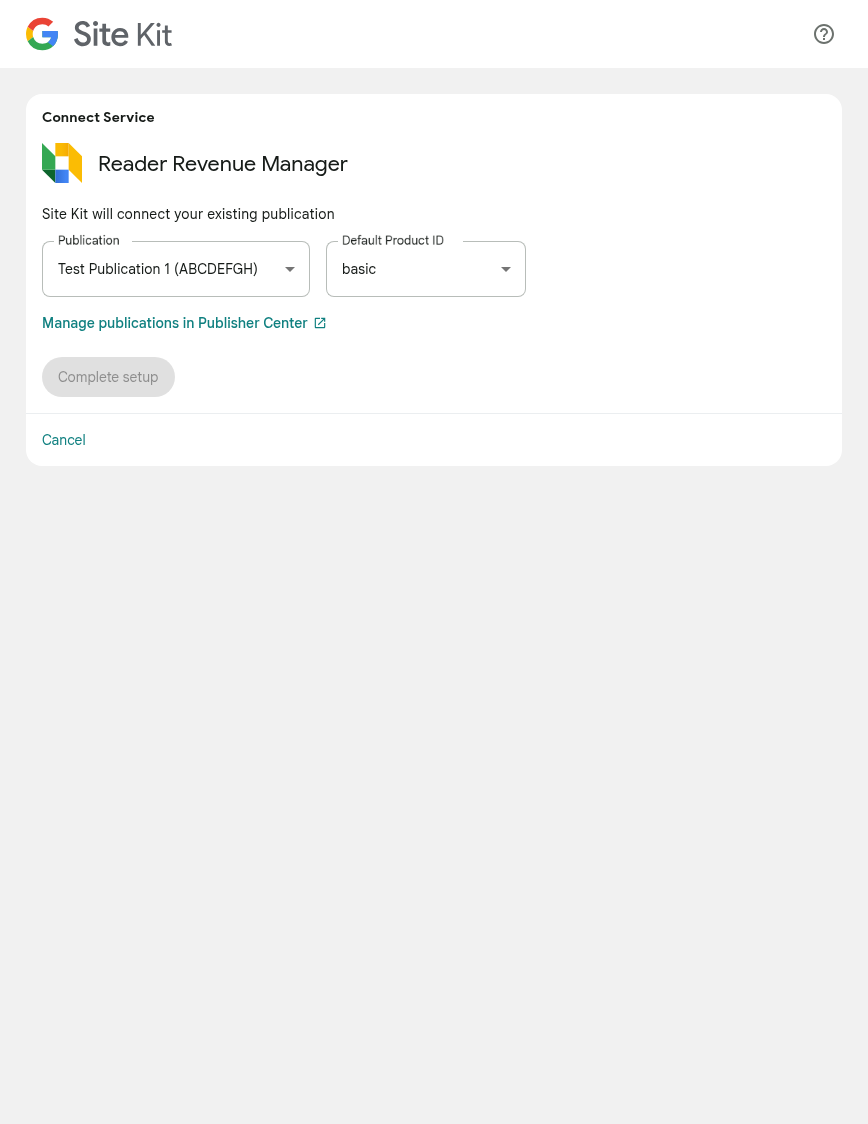 Site Kit
Connect Service
Reader Revenue Manager
Site Kit will connect your existing publication
Publication
Test Publication 1 (ABCDEFGH)
Default Product ID
basic
Manage publications in Publisher Center
Complete setup
Cancel